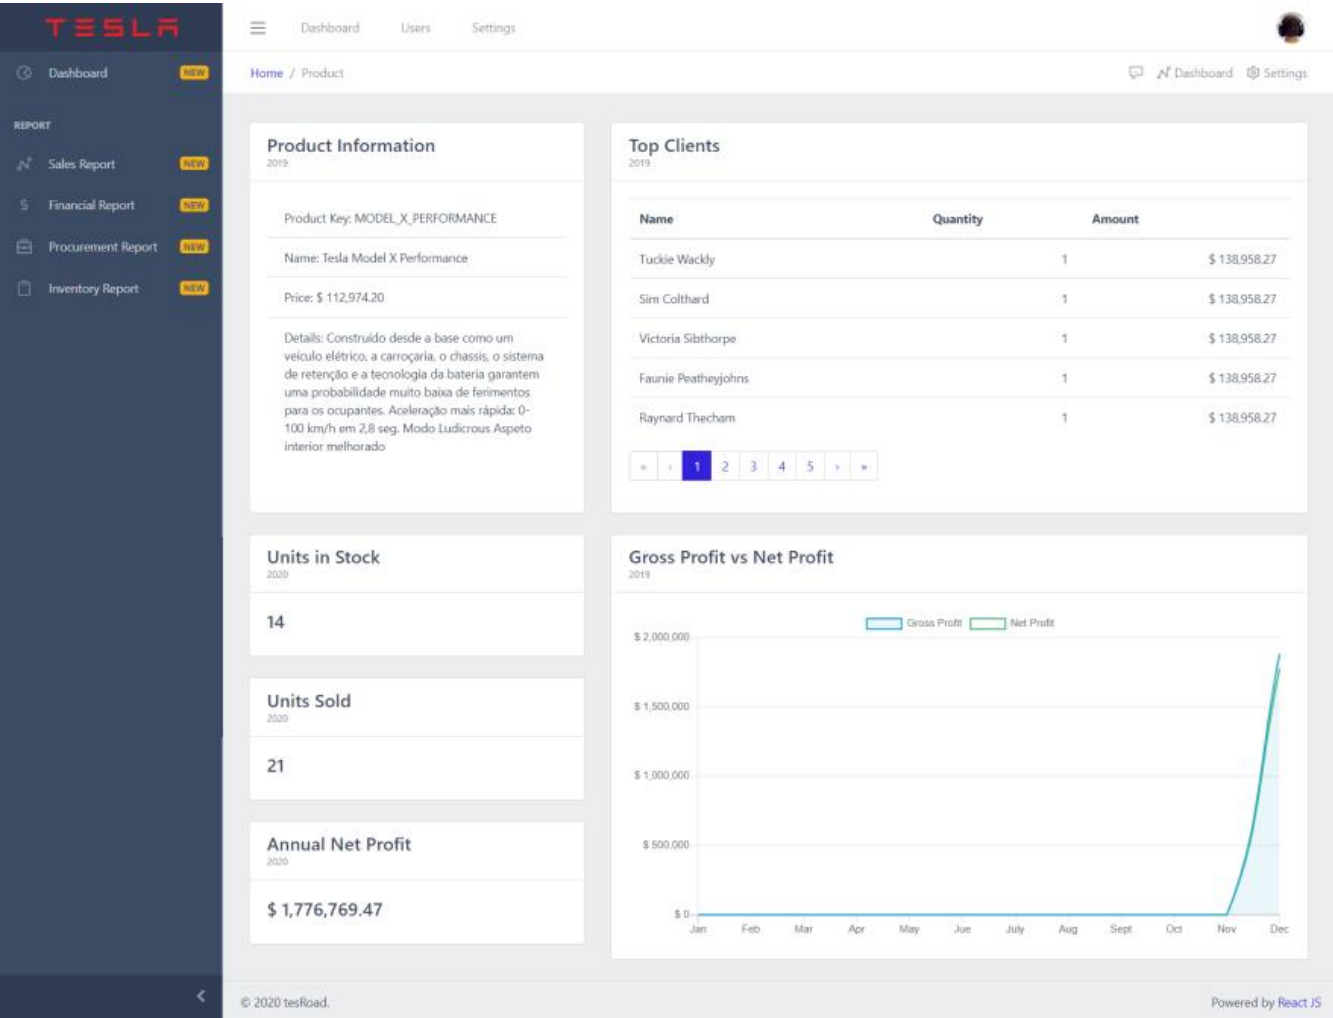 TESLA
Dashboard NEW
REPORT
Sales Report NEW
Financial Report NEW
Procurement Report NEW
Inventory Report NEW
Dashboard Users Settings
Home / Product
Dashboard Settings
Product Information
2019
Product Key: MODEL_X_PERFORMANCE
Name: Tesla Model X Performance
Price: $ 112,974.20
Details: Construído desde a base como um
veículo elétrico, a carroçaria, o chassis, o sistema
de retenção e a tecnologia da bateria garantem
uma probabilidade muito baixa de ferimentos
para os ocupantes. Aceleração mais rápida: 0-
100 km/h em 2,8 seg. Modo Ludicrous Aspeto
interior melhorado
Top Clients
2019
Name Quantity Amount
Tuckie Wackly 1 $ 138,958.27
Sim Colthard 1 $ 138,958.27
Victoria Sibthorpe 1 $ 138,958.27
Faunie Peatheyjohns 1 $ 138,958.27
Raynard Thecham 1 $ 138,958.27
« ‹ 1 2 3 4 5 › »
Units in Stock
2020
14
Units Sold
2020
21
Annual Net Profit
2020
$ 1,776,769.47
Gross Profit vs Net Profit
2019
Gross Profit Net Profit
$ 2,000,000
$ 1,500,000
$ 1,000,000
$ 500,000
$ 0
Jan Feb Mar Apr May Jue July Aug Sept Oct Nov Dec
© 2020 tesRoad.
Powered by React JS